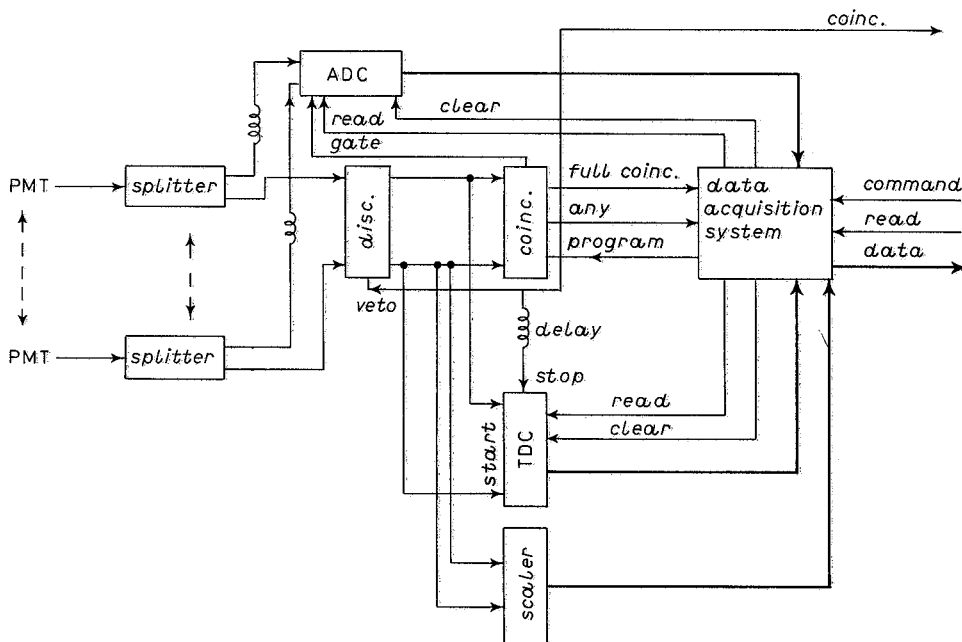 coinc.
ADC
read
clear
gate
PMT
splitter
disc.
coinc.
full coinc.
any
program
data
acquisition
system
command
read
data
veto
delay
PMT
splitter
stop
start
TDC
read
clear
scaler